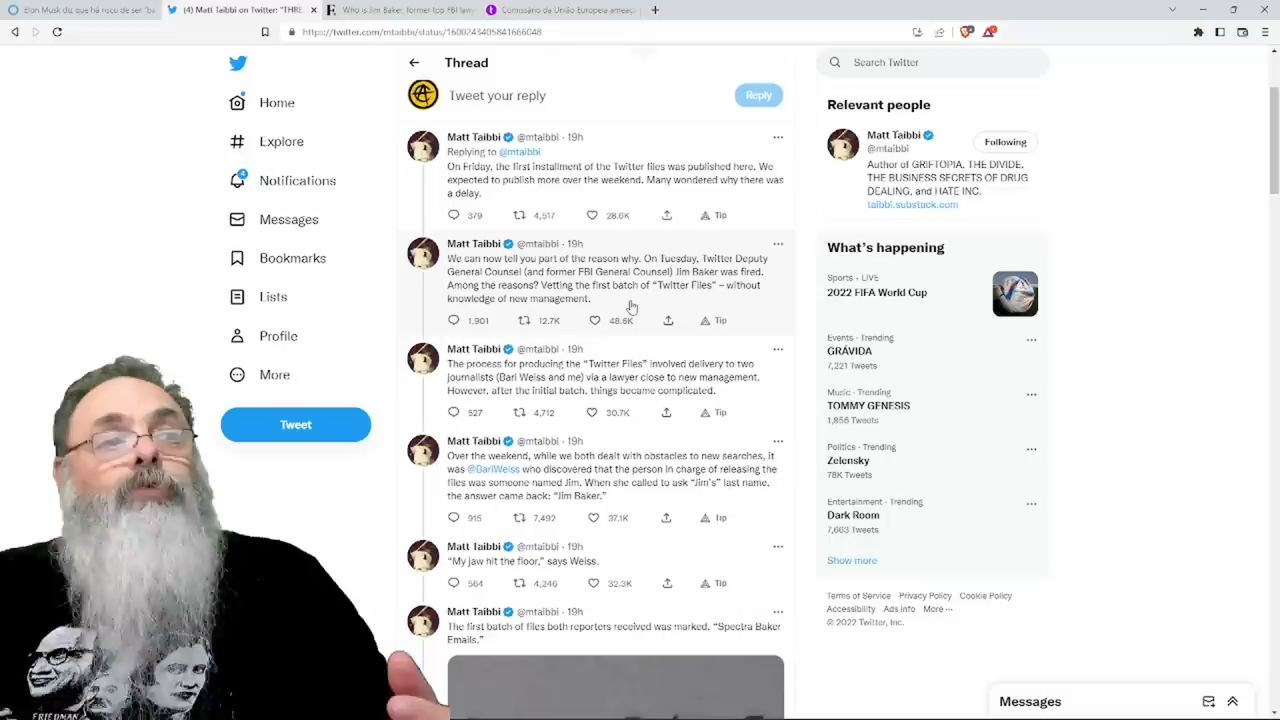 Elon Musk diz que há risco de ser "ba
(4) Matt Taibbi on Twitter: "THRE
Who is Jim Baker, former top FBI lawy
Comissário da União Europeia ameaç
https://twitter.com/mtaibbi/status/1600243405841666048
Home
Explore
4
Notifications
Messages
Bookmarks
Lists
Profile
More
Tweet
Thread
Tweet your reply
Reply
Matt Taibbi @mtaibbi · 19h
Replying to @mtaibbi
On Friday, the first installment of the Twitter files was published here. We
expected to publish more over the weekend. Many wondered why there was
a delay.
379 4,517 28.6K Tip
Matt Taibbi @mtaibbi · 19h
We can now tell you part of the reason why. On Tuesday, Twitter Deputy
General Counsel (and former FBI General Counsel) Jim Baker was fired.
Among the reasons? Vetting the first batch of "Twitter Files" – without
knowledge of new management.
1,901 12.7K 48.6K Tip
Matt Taibbi @mtaibbi · 19h
The process for producing the "Twitter Files" involved delivery to two
journalists (Bari Weiss and me) via a lawyer close to new management.
However, after the initial batch, things became complicated.
527 4,712 30.7K Tip
Matt Taibbi @mtaibbi · 19h
Over the weekend, while we both dealt with obstacles to new searches, it
was @BariWeiss who discovered that the person in charge of releasing the
files was someone named Jim. When she called to ask "Jim's" last name,
the answer came back: "Jim Baker."
915 7,492 37.1K Tip
Matt Taibbi @mtaibbi · 19h
"My jaw hit the floor," says Weiss.
564 4,246 32.3K Tip
Matt Taibbi @mtaibbi · 19h
The first batch of files both reporters received was marked, "Spectra Baker
Emails."
Search Twitter
Relevant people
Matt Taibbi
@mtaibbi
Following
Author of GRIFTOPIA, THE DIVIDE,
THE BUSINESS SECRETS OF DRUG
DEALING, and HATE INC.
taibbi.substack.com
What's happening
Sports · LIVE
2022 FIFA World Cup
Events · Trending
GRÁVIDA
7,221 Tweets
Music · Trending
TOMMY GENESIS
1,856 Tweets
Politics · Trending
Zelensky
78K Tweets
Entertainment · Trending
Dark Room
7,663 Tweets
Show more
Terms of Service Privacy Policy Cookie Policy
Accessibility Ads info More ···
© 2022 Twitter, Inc.
Messages
FRIEDMAN